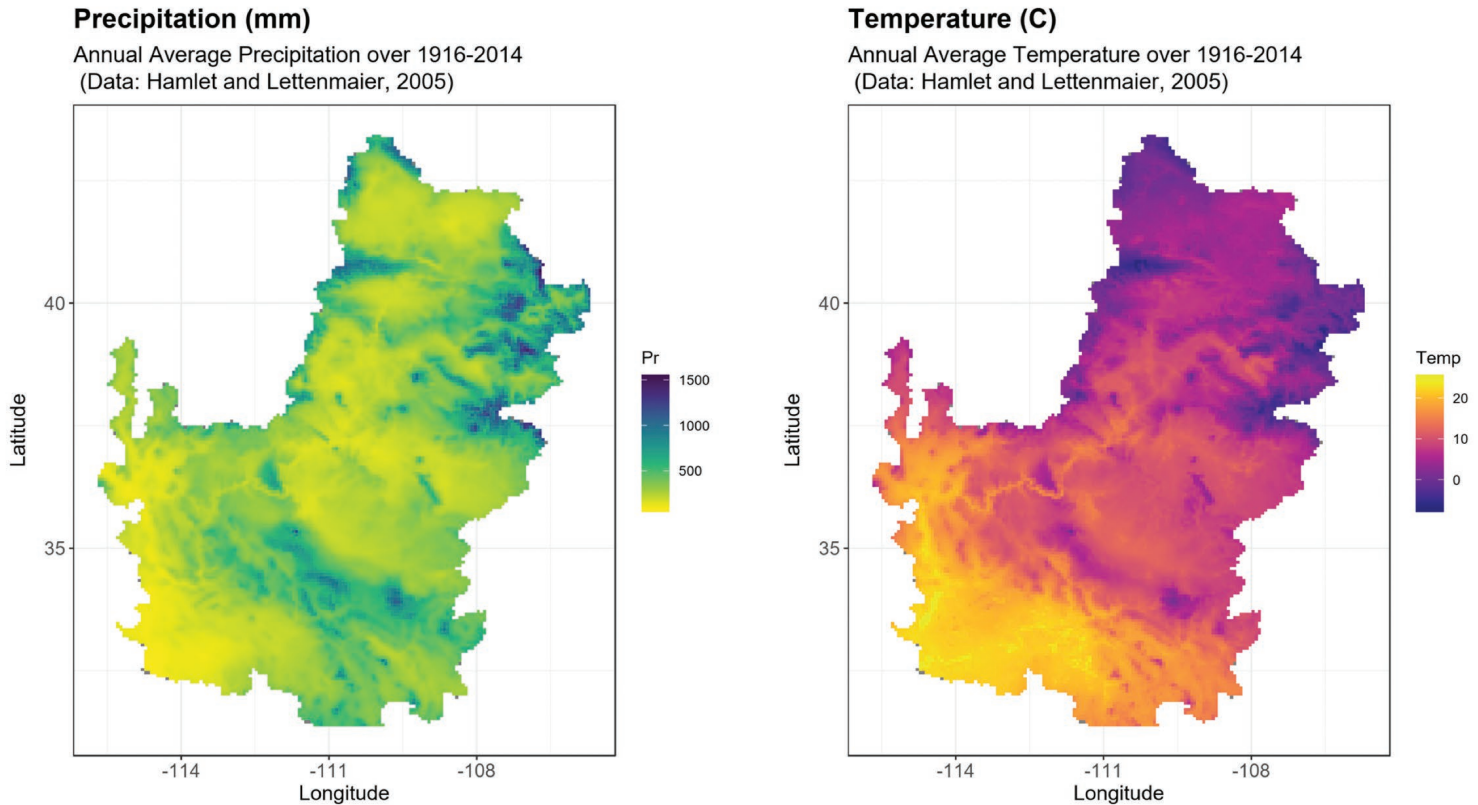 Precipitation (mm)
Annual Average Precipitation over 1916-2014
(Data: Hamlet and Lettenmaier, 2005)
Latitude
40
35
-114
-111
-108
Longitude
Pr
1500
1000
500
Temperature (C)
Annual Average Temperature over 1916-2014
(Data: Hamlet and Lettenmaier, 2005)
Latitude
40
35
-114
-111
-108
Longitude
Temp
20
10
0